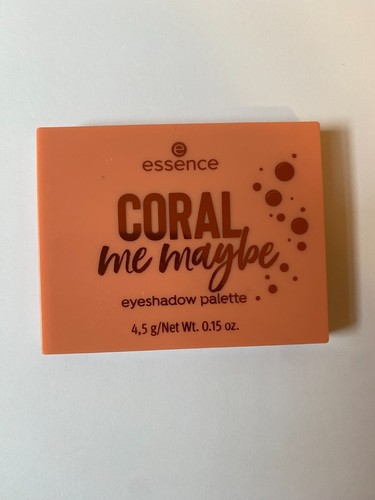 e
essence
CORAL
me maybe
eyeshadow palette
4,5 g/Net Wt. 0.15 oz.